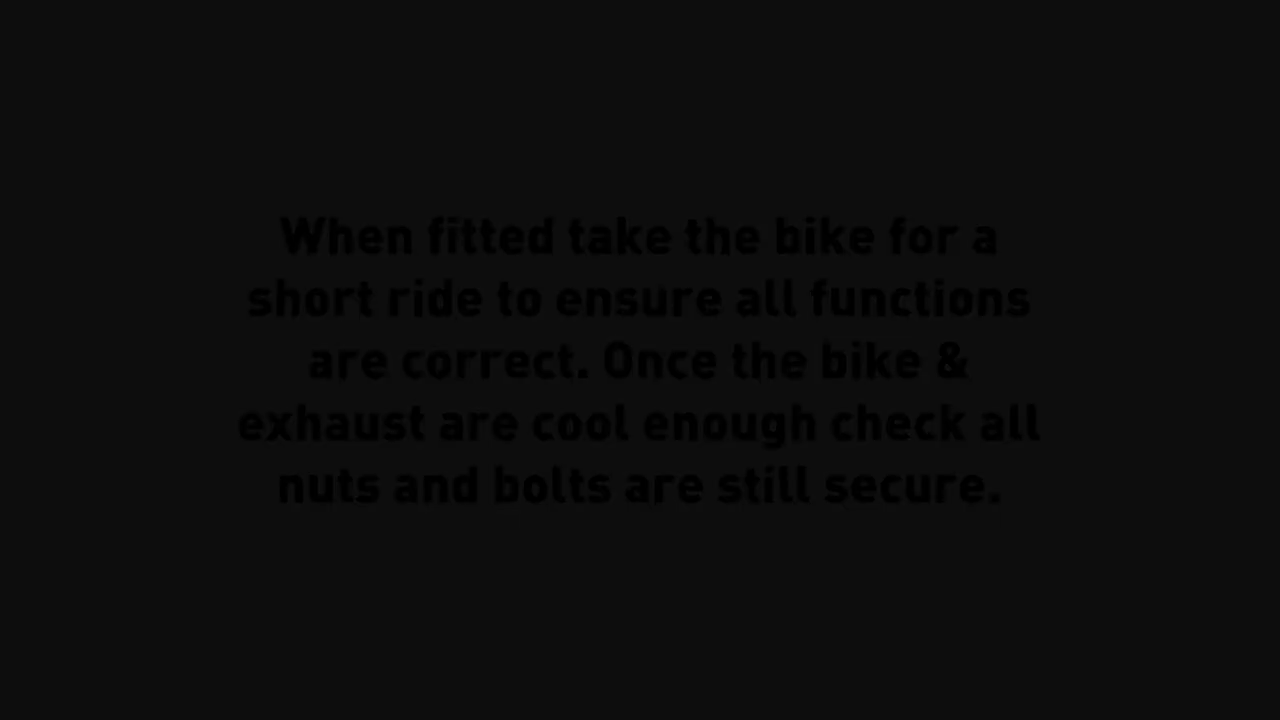 When fitted take the bike for a
short ride to ensure all functions
are correct. Once the bike &
exhaust are cool enough check all
nuts and bolts are still secure.